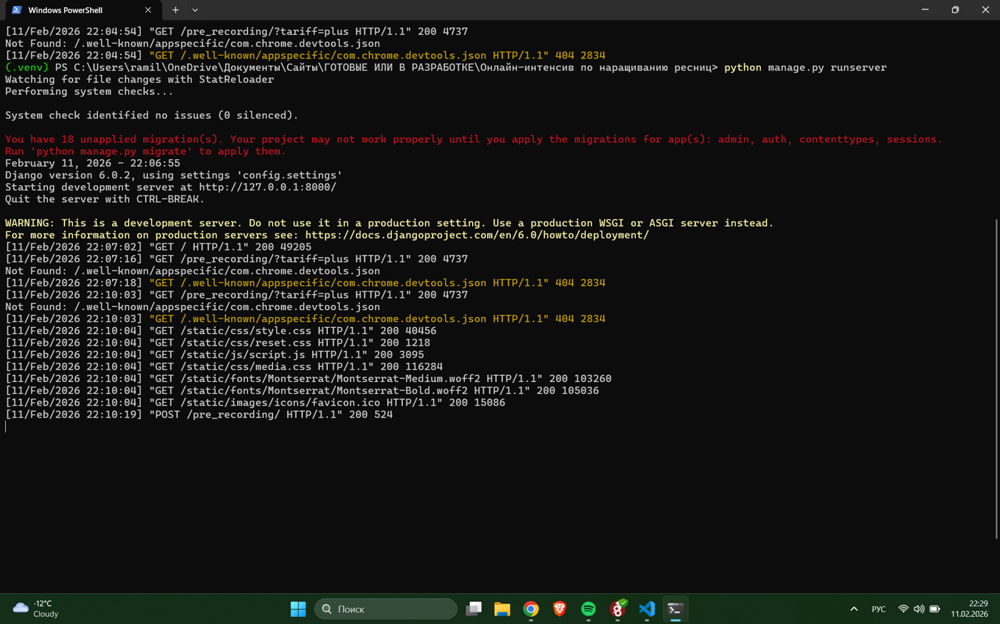 Windows PowerShell
[11/Feb/2026 22:04:54] "GET /pre_recording/?tariff=plus HTTP/1.1" 200 4737
Not Found: /.well-known/appspecific/com.chrome.devtools.json
[11/Feb/2026 22:04:54] "GET /.well-known/appspecific/com.chrome.devtools.json HTTP/1.1" 404 2834
(.venv) PS C:\Users\ramil\OneDrive\Документы\Сайты\ГОТОВЫЕ ИЛИ В РАЗРАБОТКЕ\Онлайн-интенсив по наращиванию ресниц> python manage.py runserver
Watching for file changes with StatReloader
Performing system checks...
System check identified no issues (0 silenced).
You have 18 unapplied migration(s). Your project may not work properly until you apply the migrations for app(s): admin, auth, contenttypes, sessions.
Run 'python manage.py migrate' to apply them.
February 11, 2026 - 22:06:55
Django version 6.0.2, using settings 'config.settings'
Starting development server at http://127.0.0.1:8000/
Quit the server with CTRL-BREAK.
WARNING: This is a development server. Do not use it in a production setting. Use a production WSGI or ASGI server instead.
For more information on production servers see: https://docs.djangoproject.com/en/6.0/howto/deployment/
[11/Feb/2026 22:07:02] "GET / HTTP/1.1" 200 49205
[11/Feb/2026 22:07:16] "GET /pre_recording/?tariff=plus HTTP/1.1" 200 4737
Not Found: /.well-known/appspecific/com.chrome.devtools.json
[11/Feb/2026 22:07:18] "GET /.well-known/appspecific/com.chrome.devtools.json HTTP/1.1" 404 2834
[11/Feb/2026 22:10:03] "GET /pre_recording/?tariff=plus HTTP/1.1" 200 4737
Not Found: /.well-known/appspecific/com.chrome.devtools.json
[11/Feb/2026 22:10:03] "GET /.well-known/appspecific/com.chrome.devtools.json HTTP/1.1" 404 2834
[11/Feb/2026 22:10:04] "GET /static/css/style.css HTTP/1.1" 200 40456
[11/Feb/2026 22:10:04] "GET /static/css/reset.css HTTP/1.1" 200 1218
[11/Feb/2026 22:10:04] "GET /static/js/script.js HTTP/1.1" 200 3095
[11/Feb/2026 22:10:04] "GET /static/css/media.css HTTP/1.1" 200 116284
[11/Feb/2026 22:10:04] "GET /static/fonts/Montserrat/Montserrat-Medium.woff2 HTTP/1.1" 200 103260
[11/Feb/2026 22:10:04] "GET /static/fonts/Montserrat/Montserrat-Bold.woff2 HTTP/1.1" 200 105036
[11/Feb/2026 22:10:04] "GET /static/images/icons/favicon.ico HTTP/1.1" 200 15086
[11/Feb/2026 22:10:19] "POST /pre_recording/ HTTP/1.1" 200 524
-12°C
Cloudy
Поиск
РУС
22:29
11.02.2026